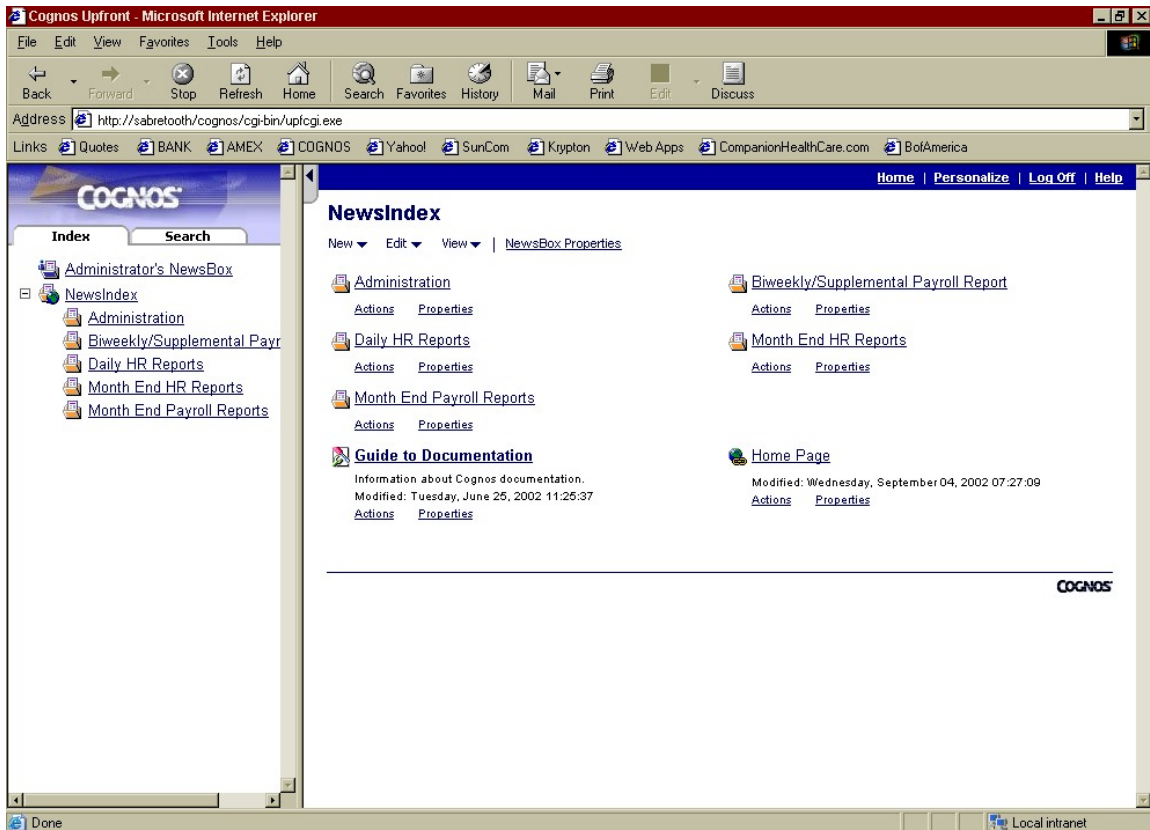 Cognos Upfront - Microsoft Internet Explorer
File Edit View Favorites Tools Help
Back Forward Stop Refresh Home Search Favorites History Mail Print Edit Discuss
Address http://sabretooth/cognos/cgi-bin/upfcgi.exe
Links Quotes BANK AMEX COGNOS Yahoo! SunCom Krypton Web Apps CompanionHealthCare.com BofAmerica
COGNOS
Index Search
Administrator's NewsBox
NewsIndex
Administration
Biweekly/Supplemental Payr
Daily HR Reports
Month End HR Reports
Month End Payroll Reports
Home | Personalize | Log Off | Help
NewsIndex
New Edit View | NewsBox Properties
Administration
Actions Properties
Biweekly/Supplemental Payroll Report
Actions Properties
Daily HR Reports
Actions Properties
Month End HR Reports
Actions Properties
Month End Payroll Reports
Actions Properties
Guide to Documentation
Information about Cognos documentation.
Modified: Tuesday, June 25, 2002 11:25:37
Actions Properties
Home Page
Modified: Wednesday, September 04, 2002 07:27:09
Actions Properties
COGNOS
Done Local intranet